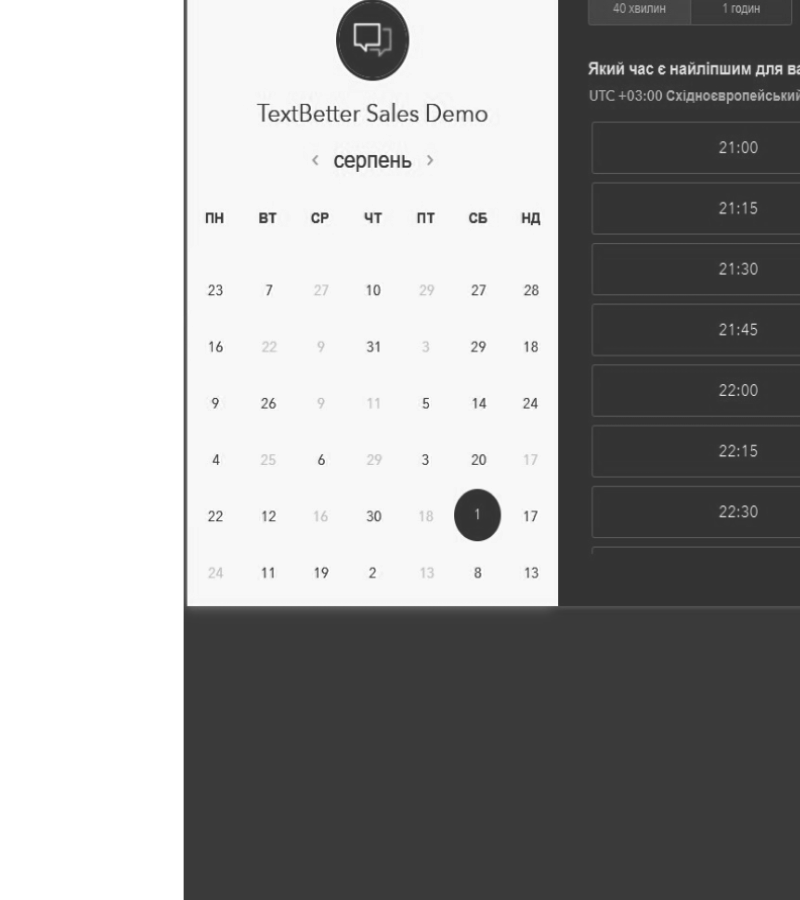 TextBetter Sales Demo
серпень
ПН ВТ СР ЧТ ПТ СБ НД
23 7 27 10 29 27 28
16 22 9 31 3 29 18
9 26 9 11 5 14 24
4 25 6 29 3 20 17
22 12 16 30 18 1 17
24 11 19 2 13 8 13
40 хвилин 1 годин
Який час є найліпшим для ва
UTC +03:00 Східноєвропейський
21:00
21:15
21:30
21:45
22:00
22:15
22:30